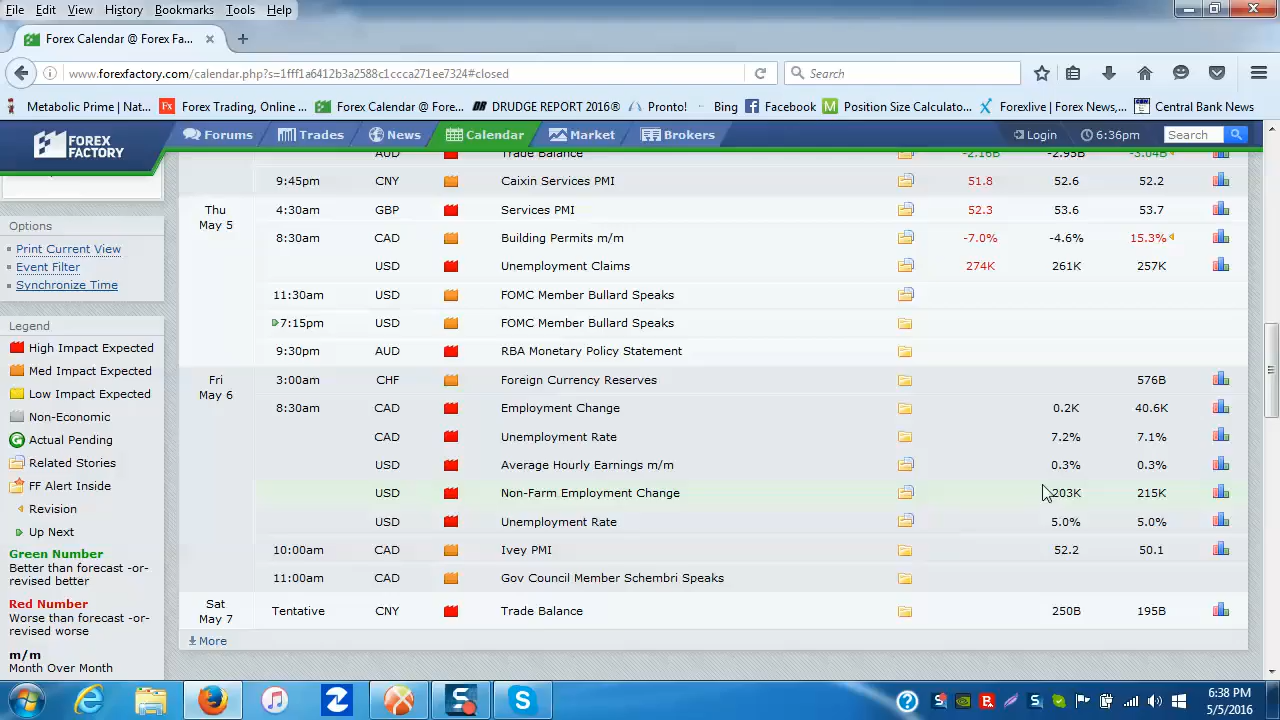 File Edit View History Bookmarks Tools Help
Forex Calendar @ Forex Fa...
www.forexfactory.com/calendar.php?s=1fff1a6412b3a2588c1ccca271ee7324#closed Search
Metabolic Prime | Nat... Forex Trading, Online ... Forex Calendar @ Fore... DRUDGE REPORT 2016® Pronto! Bing Facebook Position Size Calculato... Forexlive | Forex News,... Central Bank News
FOREX FACTORY Forums Trades News Calendar Market Brokers Login 6:36pm Search
AUD Trade Balance -2.16B -2.95B -3.04B
9:45pm CNY Caixin Services PMI 51.8 52.6 52.2
Thu May 5 4:30am GBP Services PMI 52.3 53.6 53.7
8:30am CAD Building Permits m/m -7.0% -4.6% 15.3%
USD Unemployment Claims 274K 261K 257K
11:30am USD FOMC Member Bullard Speaks
7:15pm USD FOMC Member Bullard Speaks
9:30pm AUD RBA Monetary Policy Statement
Fri May 6 3:00am CHF Foreign Currency Reserves 576B
8:30am CAD Employment Change 0.2K 40.6K
CAD Unemployment Rate 7.2% 7.1%
USD Average Hourly Earnings m/m 0.3% 0.3%
USD Non-Farm Employment Change 203K 215K
USD Unemployment Rate 5.0% 5.0%
10:00am CAD Ivey PMI 52.2 50.1
11:00am CAD Gov Council Member Schembri Speaks
Sat May 7 Tentative CNY Trade Balance 250B 195B
More
Options
Print Current View
Event Filter
Synchronize Time
Legend
High Impact Expected
Med Impact Expected
Low Impact Expected
Non-Economic
Actual Pending
Related Stories
FF Alert Inside
Revision
Up Next
Green Number
Better than forecast -or-
revised better
Red Number
Worse than forecast -or-
revised worse
m/m
Month Over Month
6:38 PM
5/5/2016